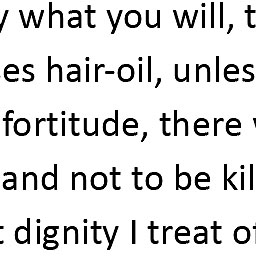 y what you will, t
es hair-oil, unles
fortitude, there
and not to be kil
t dignity I treat of